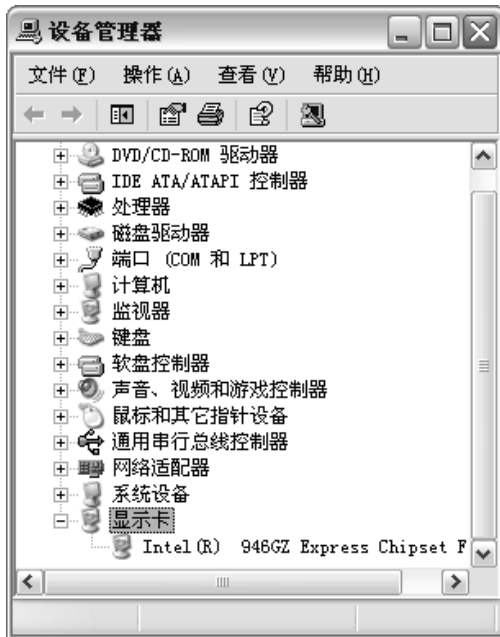 设备管理器
文件(F) 操作(A) 查看(V) 帮助(H)
DVD/CD-ROM 驱动器
IDE ATA/ATAPI 控制器
处理器
磁盘驱动器
端口 (COM 和 LPT)
计算机
监视器
键盘
软盘控制器
声音、视频和游戏控制器
鼠标和其它指针设备
通用串行总线控制器
网络适配器
系统设备
显示卡
Intel(R) 946GZ Express Chipset F